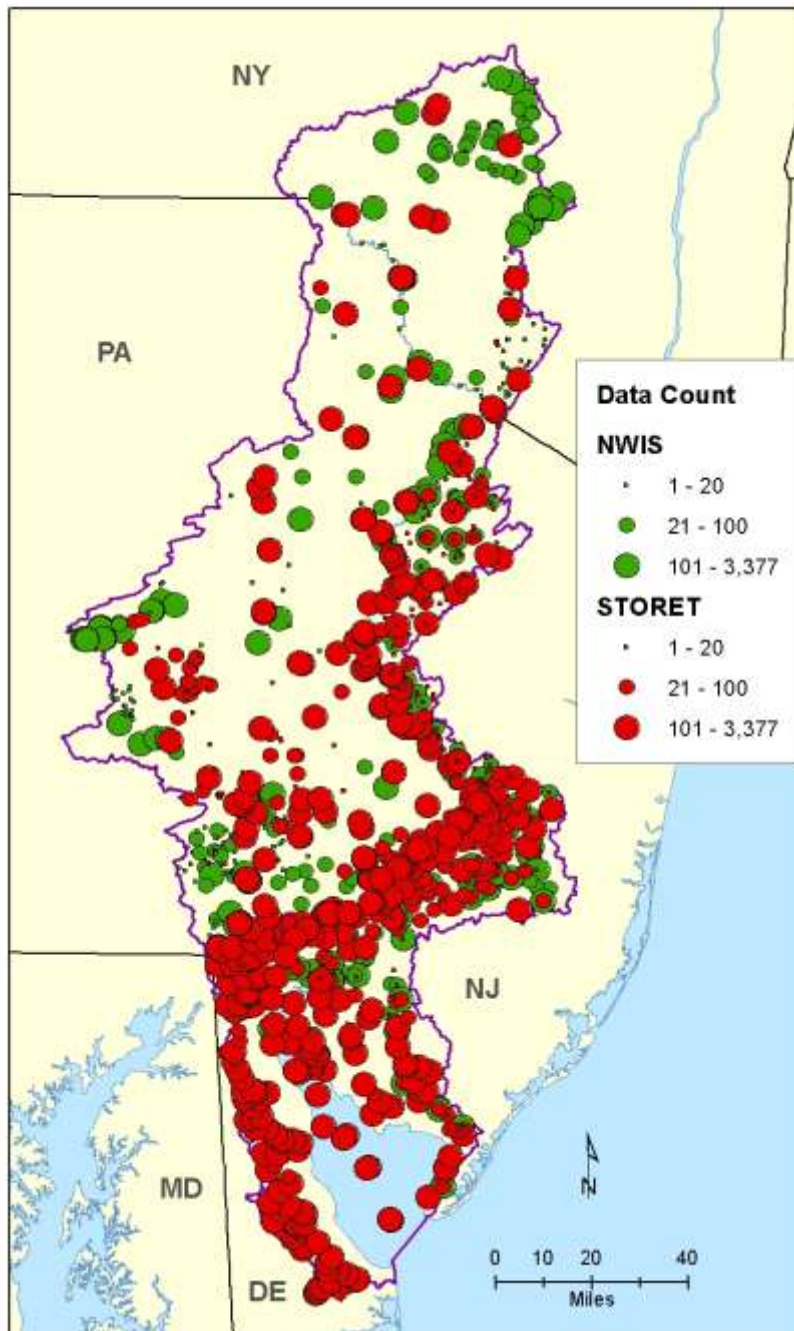 NY
PA
Data Count
NWIS
1 - 20
21 - 100
101 - 3,377
STORET
1 - 20
21 - 100
101 - 3,377
NJ
MD
DE
N
0 10 20 40
Miles